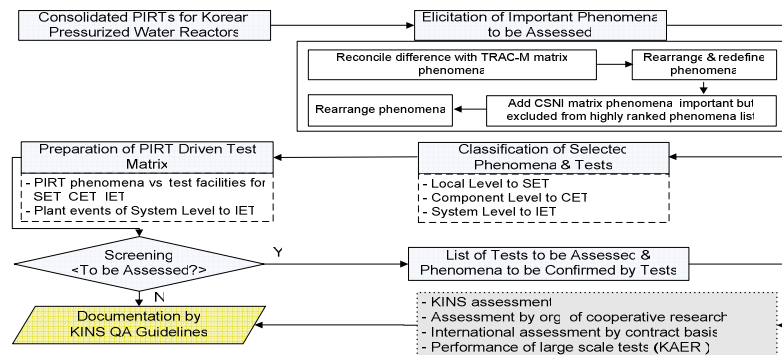 Consolidated PIRTs for Korean
Pressurized Water Reactors
Elicitation of Important Phenomena
to be Assessed
Reconcile difference with TRAC-M matrix
phenomena
Rearrange & redefine
phenomena
Add CSNI matrix phenomena important but
excluded from highly ranked phenomena list
Rearrange phenomena
Classification of Selected
Phenomena & Tests
- Local Level to SET
- Component Level to CET
- System Level to IET
Preparation of PIRT Driven Test
Matrix
- PIRT phenomena vs test facilities for
SET CET IET
- Plant events of System Level to IET
Screening
<To be Assessed?>
Y
N
List of Tests to be Assessed &
Phenomena to be Confirmed by Tests
- KINS assessment
- Assessment by org of cooperative research
- International assessment by contract basis
- Performance of large scale tests (KAER )
Documentation by
KINS QA Guidelines